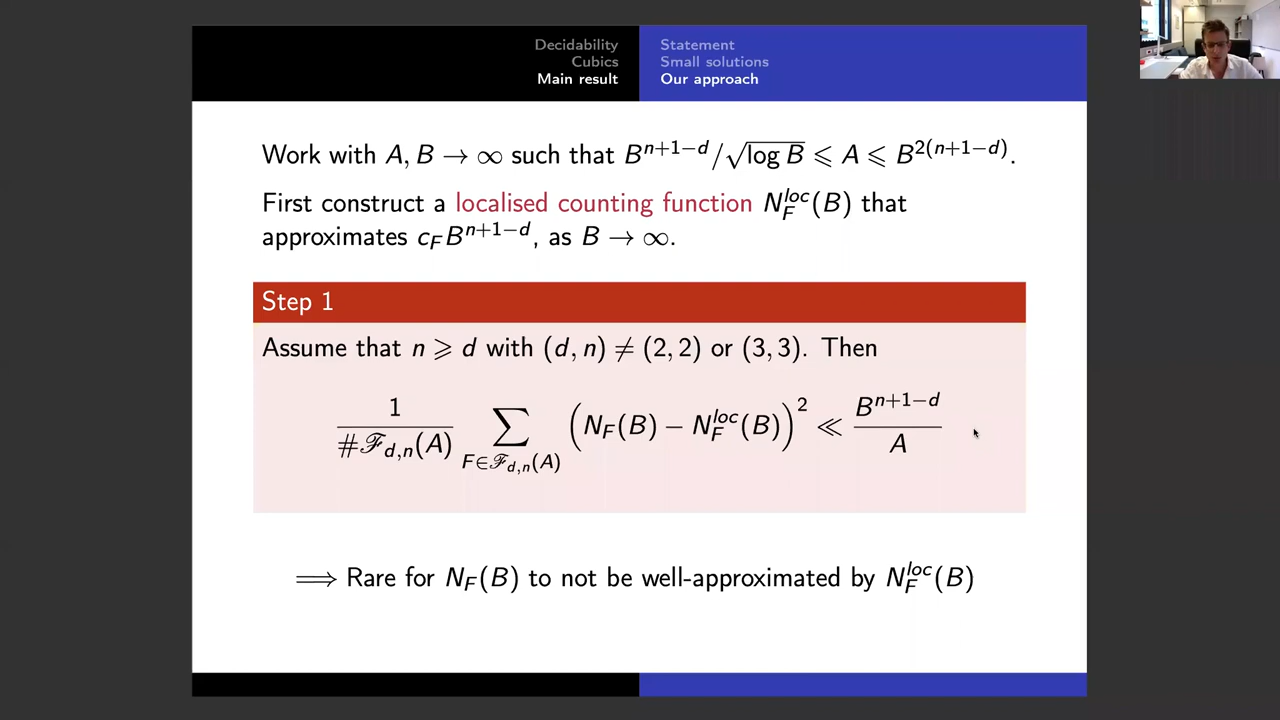 Decidability
Cubics
Main result
Statement
Small solutions
Our approach
Work with A, B → ∞ such that B^{n+1−d}/√(log B) ⩽ A ⩽ B^{2(n+1−d)}.
First construct a localised counting function N_F^{loc}(B) that
approximates c_F B^{n+1−d}, as B → ∞.
Step 1
Assume that n ⩾ d with (d, n) ≠ (2, 2) or (3, 3). Then
1/#ℱ_{d,n}(A) ∑_{F∈ℱ_{d,n}(A)} (N_F(B) − N_F^{loc}(B))^2 ≪ B^{n+1−d}/A
⟹ Rare for N_F(B) to not be well-approximated by N_F^{loc}(B)